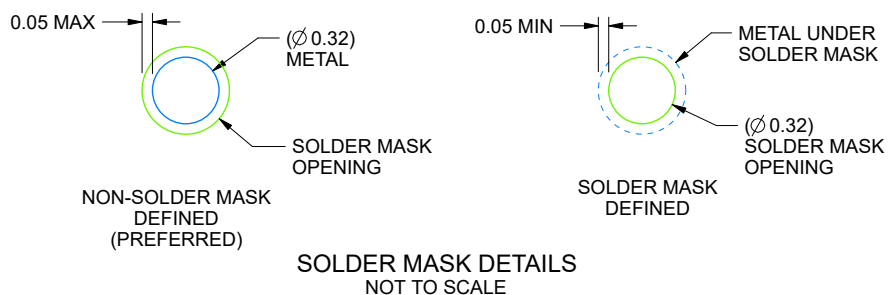 0.05 MAX
(Ø 0.32)
METAL
SOLDER MASK
OPENING
NON-SOLDER MASK
DEFINED
(PREFERRED)
0.05 MIN
METAL UNDER
SOLDER MASK
(Ø 0.32)
SOLDER MASK
OPENING
SOLDER MASK
DEFINED
SOLDER MASK DETAILS
NOT TO SCALE